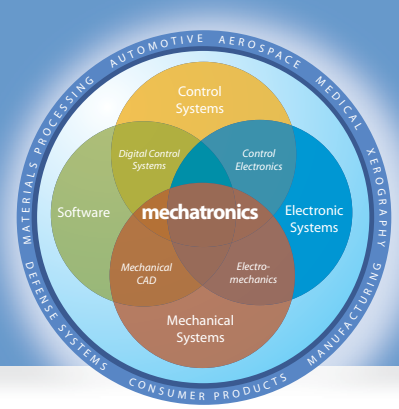 MATERIALS PROCESSING
AUTOMOTIVE
AEROSPACE
MEDICAL
XEROGRAPHY
Control
Systems
Digital Control
Systems
Control
Electronics
Software
mechatronics
Electronic
Systems
Mechanical
CAD
Electro-
mechanics
Mechanical
Systems
DEFENSE SYSTEMS
CONSUMER PRODUCTS
MANUFACTURING